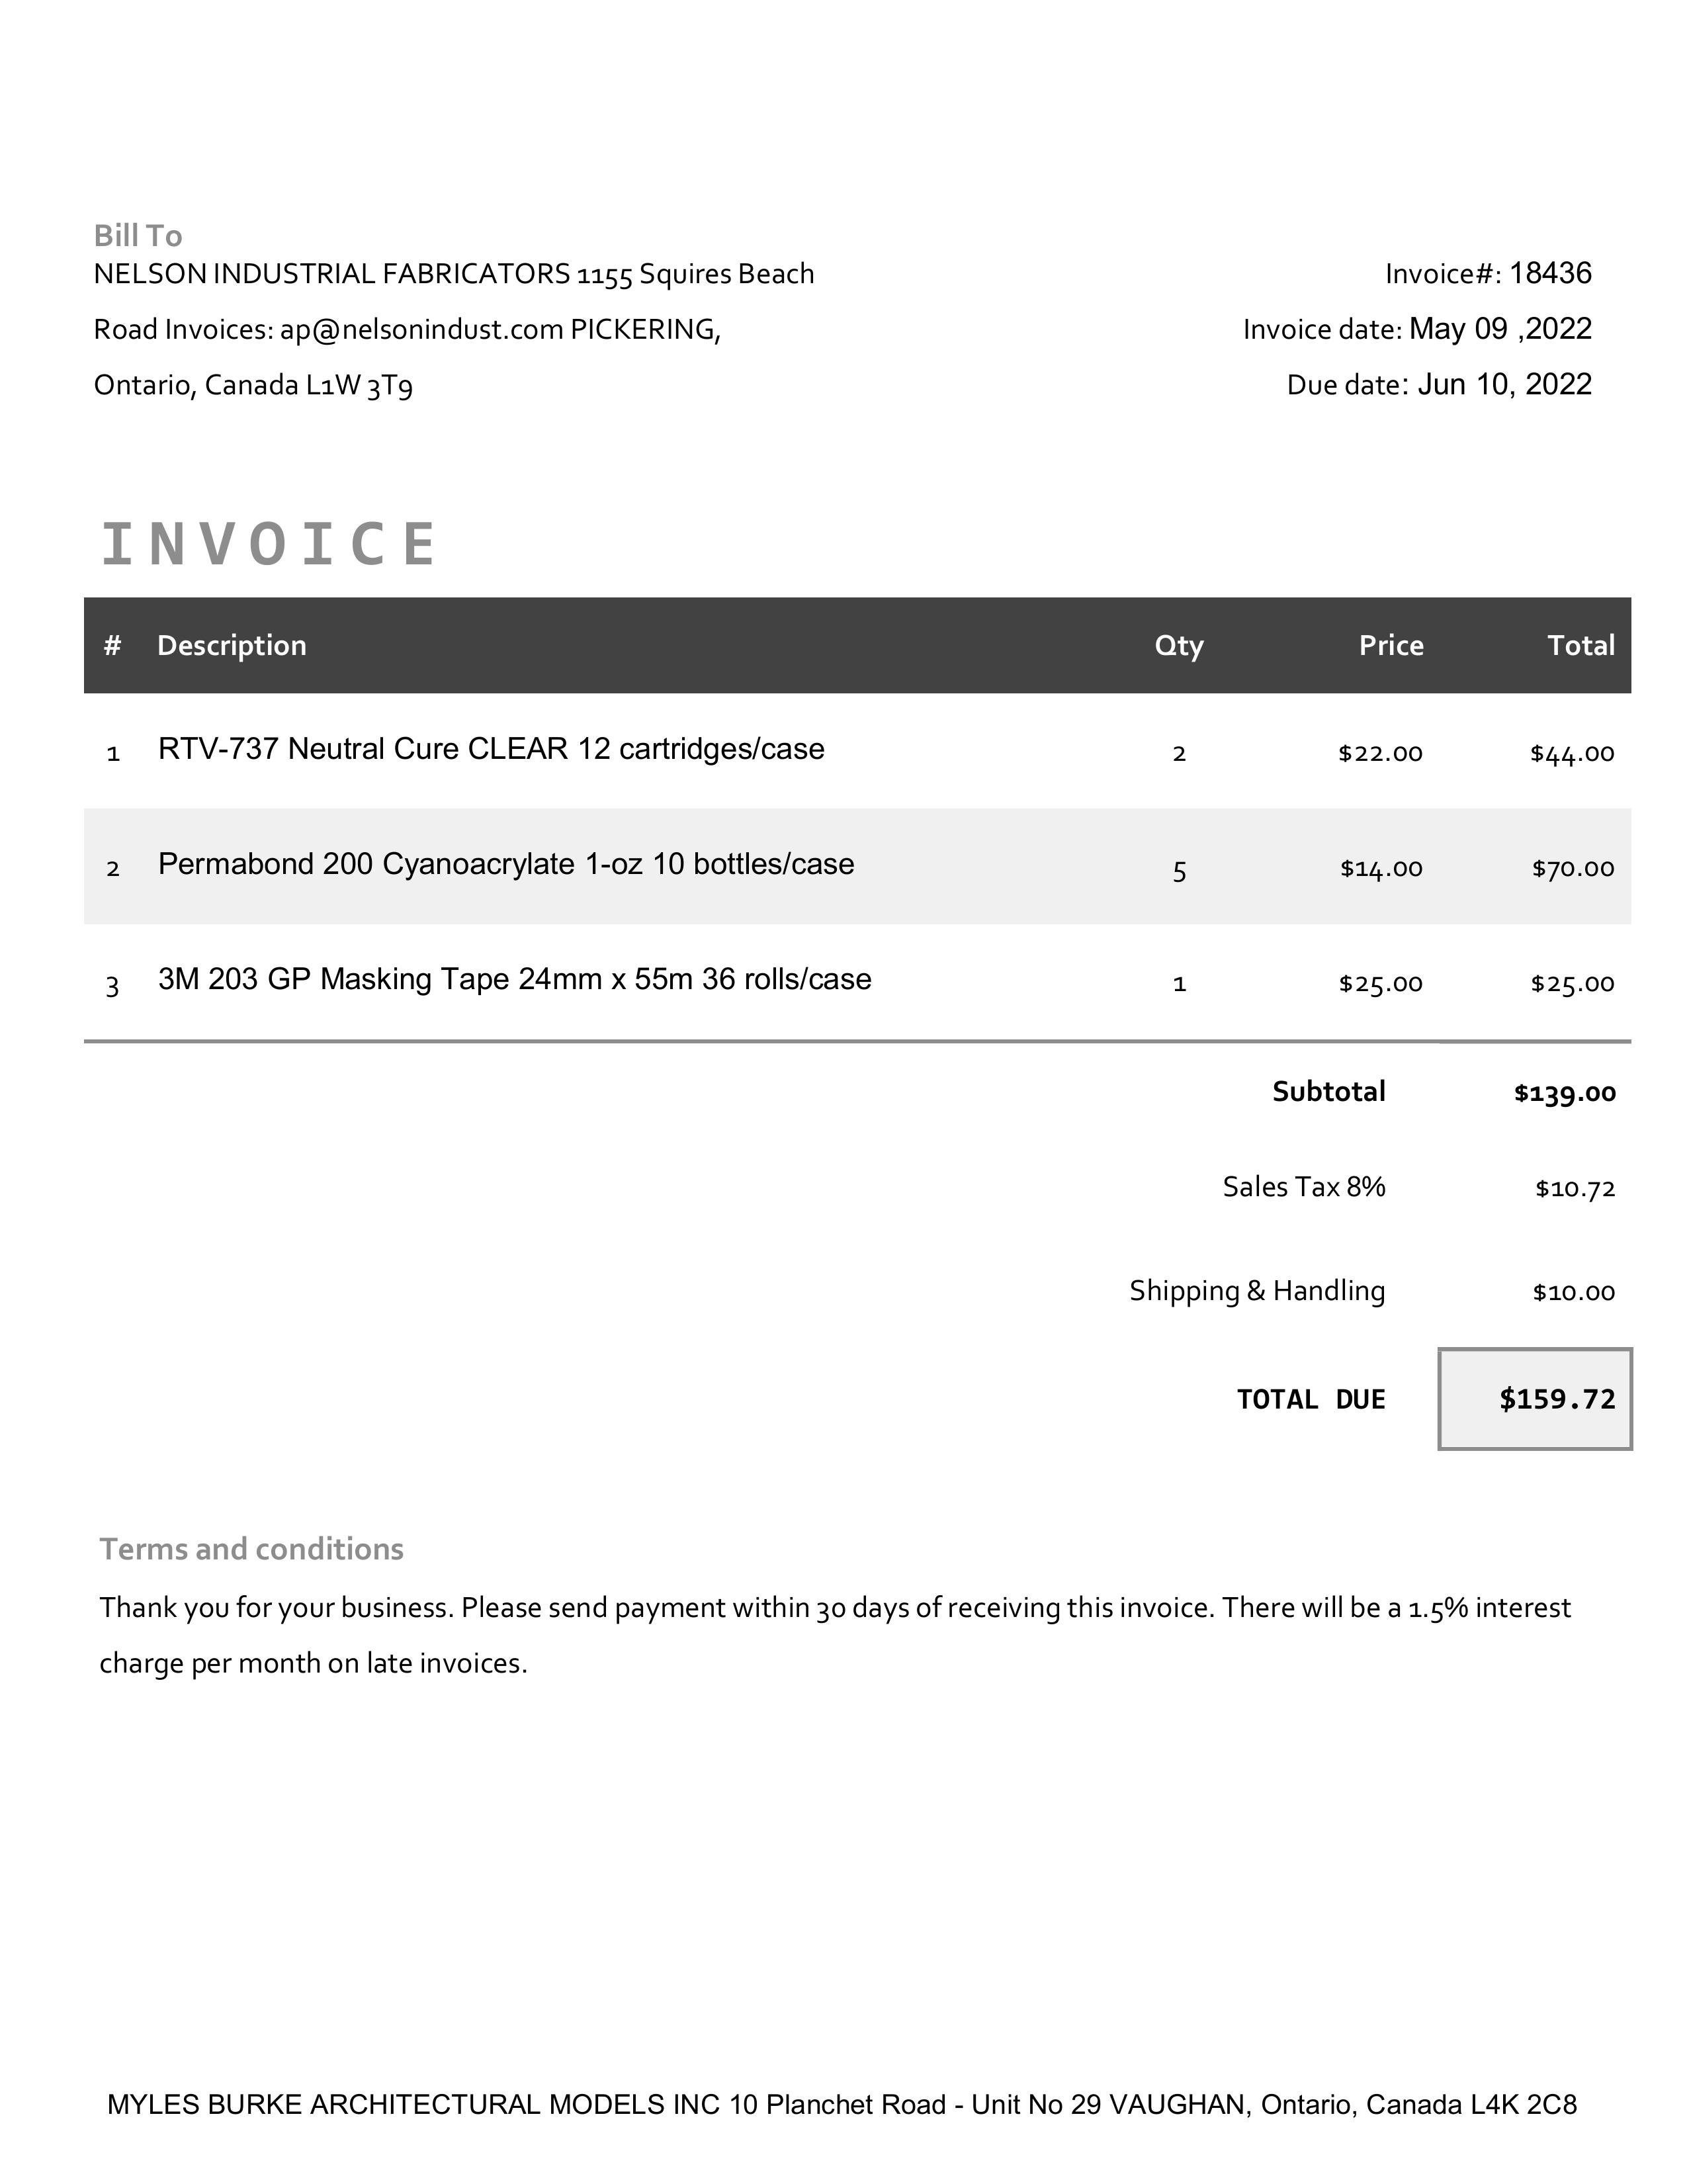 Bill To
NELSON INDUSTRIAL FABRICATORS 1155 Squires Beach
Road Invoices: ap@nelsonindust.com PICKERING,
Ontario, Canada L1W 3T9
Invoice#: 18436
Invoice date: May 09 ,2022
Due date: Jun 10, 2022
INVOICE
# Description Qty Price Total
1 RTV-737 Neutral Cure CLEAR 12 cartridges/case 2 $22.00 $44.00
2 Permabond 200 Cyanoacrylate 1-oz 10 bottles/case 5 $14.00 $70.00
3 3M 203 GP Masking Tape 24mm x 55m 36 rolls/case 1 $25.00 $25.00
Subtotal $139.00
Sales Tax 8% $10.72
Shipping & Handling $10.00
TOTAL DUE $159.72
Terms and conditions
Thank you for your business. Please send payment within 30 days of receiving this invoice. There will be a 1.5% interest
charge per month on late invoices.
MYLES BURKE ARCHITECTURAL MODELS INC 10 Planchet Road - Unit No 29 VAUGHAN, Ontario, Canada L4K 2C8